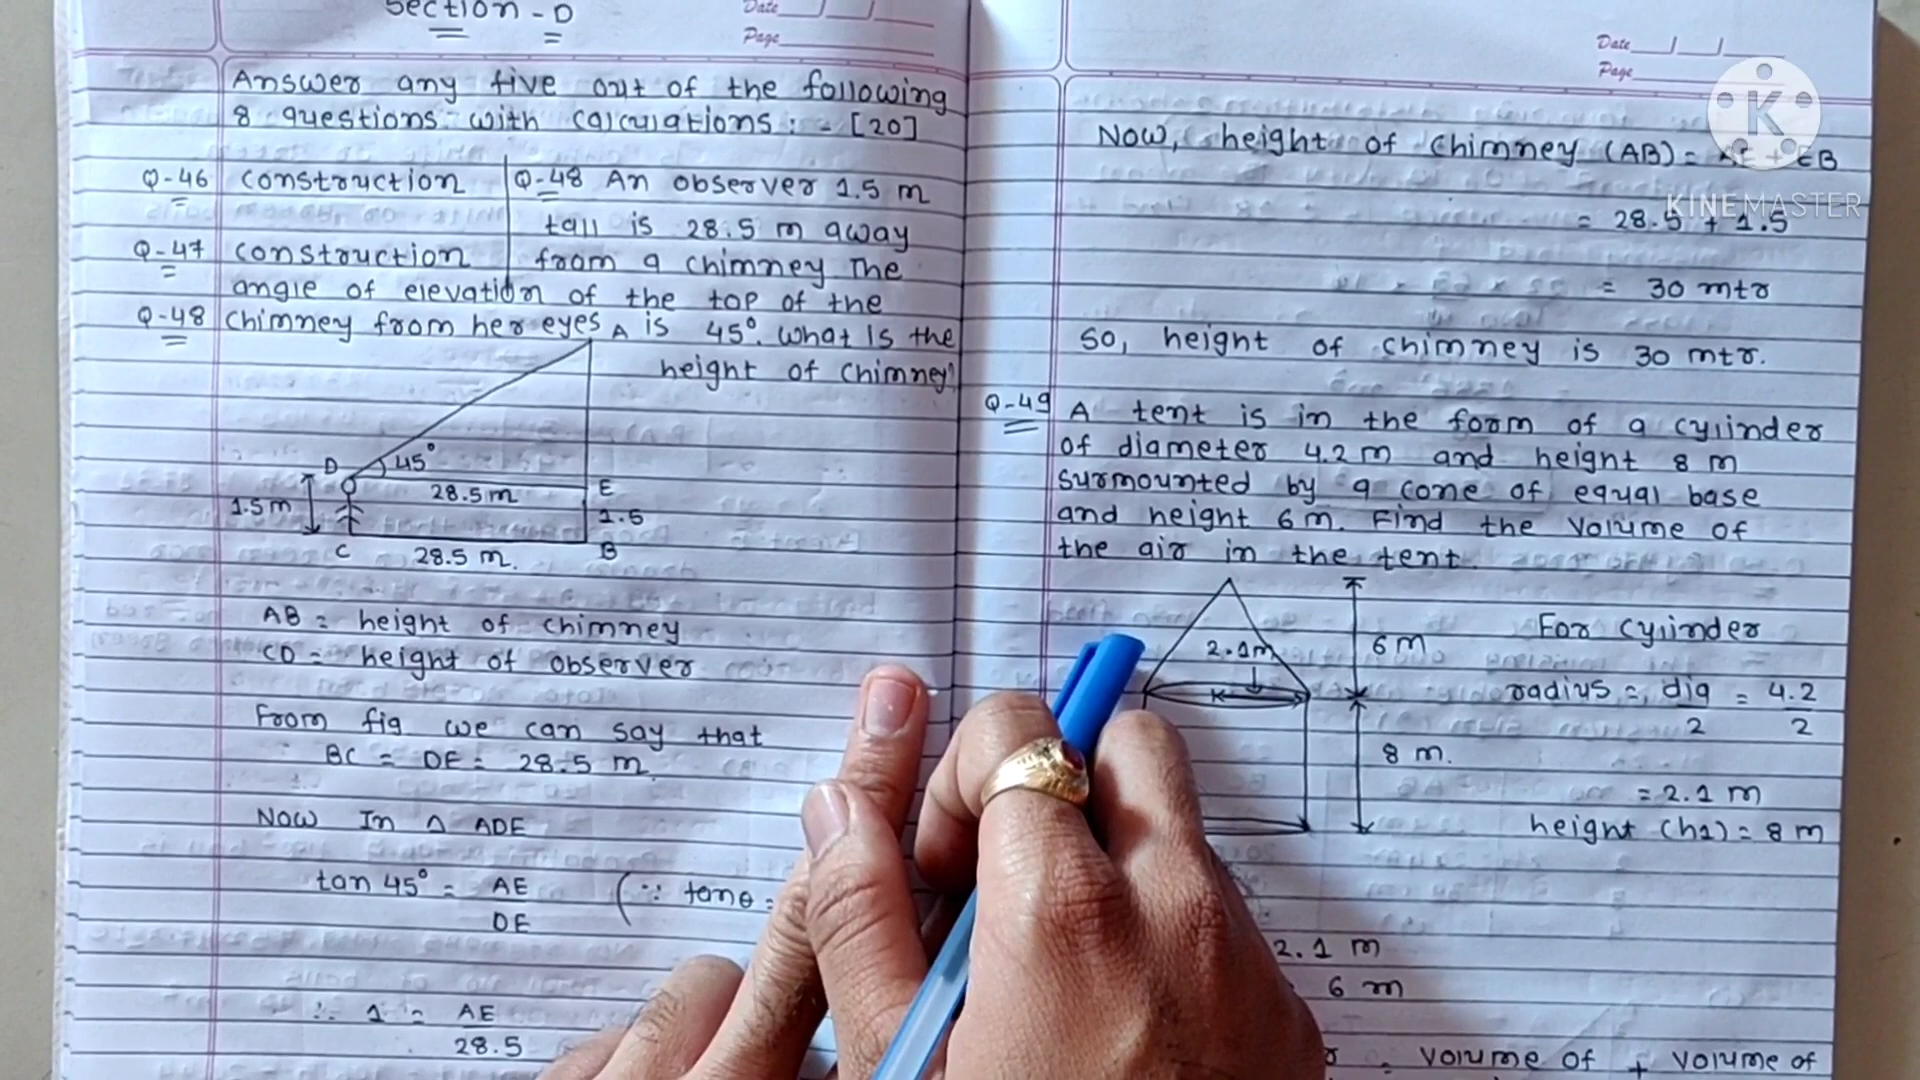 Section - D
Date
Page
Answer any five out of the following
8 questions with calculations : - [20]
Q-46 construction
Q-48 An observer 1.5 m
tall is 28.5 m away
Q-47 construction
from a chimney The
angle of elevation of the top of the
Q-48 chimney from her eyes is 45°. what Is the
height of chimney
A
D
45°
1.5 m
28.5 m
E
1.5
C
28.5 m.
B
AB = height of chimney
CD = height of observer
From fig we can say that
BC = DE = 28.5 m.
Now In △ ADE
tan 45° = AE
DE
( ∵ tanθ =
∴ 1 = AE
28.5
Date
Page
K
KINEMASTER
Now, height of chimney (AB) = AE + EB
= 28.5 + 1.5
= 30 mtr
So, height of chimney is 30 mtr.
Q-49 A tent is in the form of a cylinder
of diameter 4.2 m and height 8 m
surmounted by a cone of equal base
and height 6 m. Find the volume of
the air in the tent.
2.1m
6 m
8 m.
For cylinder
radius = dia = 4.2
2 2
= 2.1 m
height (h1) = 8 m
2.1 m
6 m
= volume of + volume of